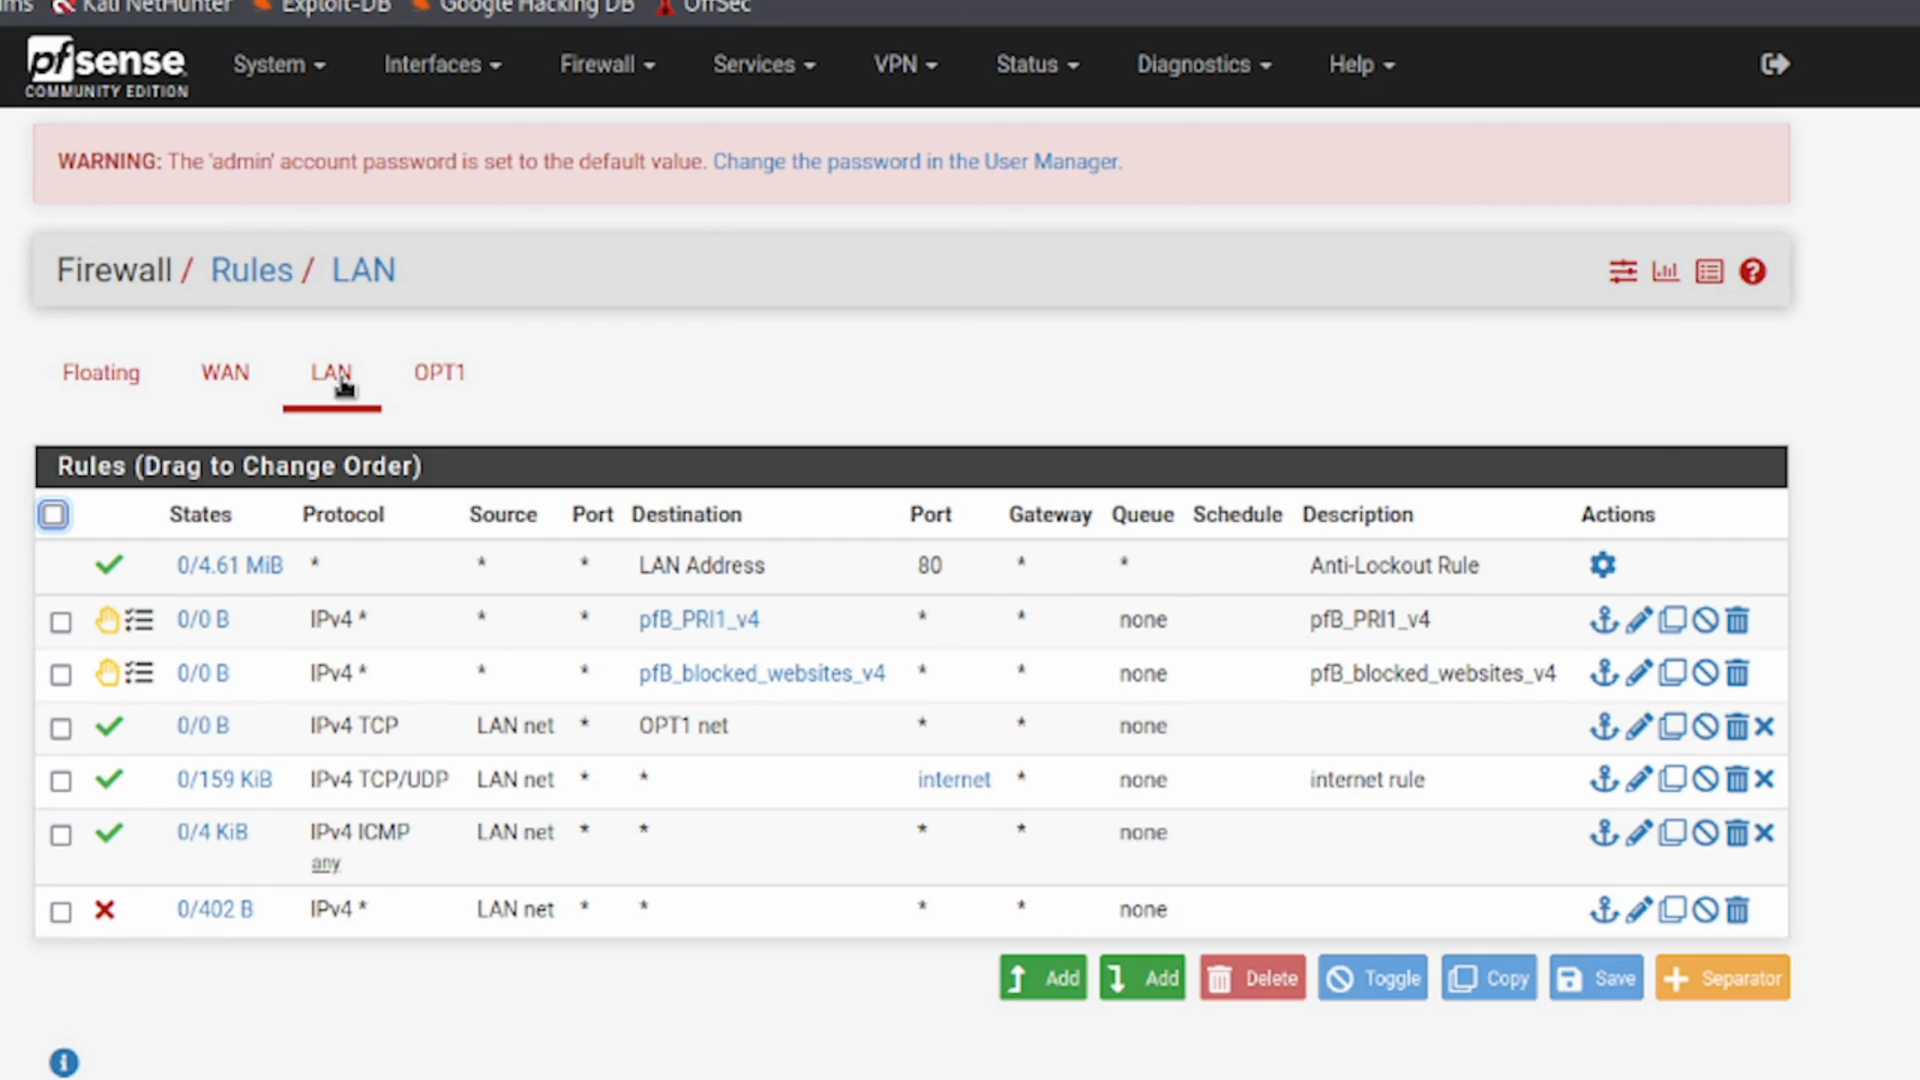 Kali NetHunter Exploit-DB Google Hacking DB OffSec
pfsense COMMUNITY EDITION
System Interfaces Firewall Services VPN Status Diagnostics Help
WARNING: The 'admin' account password is set to the default value. Change the password in the User Manager.
Firewall / Rules / LAN
Floating WAN LAN OPT1
Rules (Drag to Change Order)
States Protocol Source Port Destination Port Gateway Queue Schedule Description Actions
0/4.61 MiB * * * LAN Address 80 * * Anti-Lockout Rule
0/0 B IPv4 * * * pfB_PRI1_v4 * * none pfB_PRI1_v4
0/0 B IPv4 * * * pfB_blocked_websites_v4 * * none pfB_blocked_websites_v4
0/0 B IPv4 TCP LAN net * OPT1 net * * none
0/159 KiB IPv4 TCP/UDP LAN net * * internet * none internet rule
0/4 KiB IPv4 ICMP LAN net * * * * none
any
0/402 B IPv4 * LAN net * * * * none
Add Add Delete Toggle Copy Save Separator